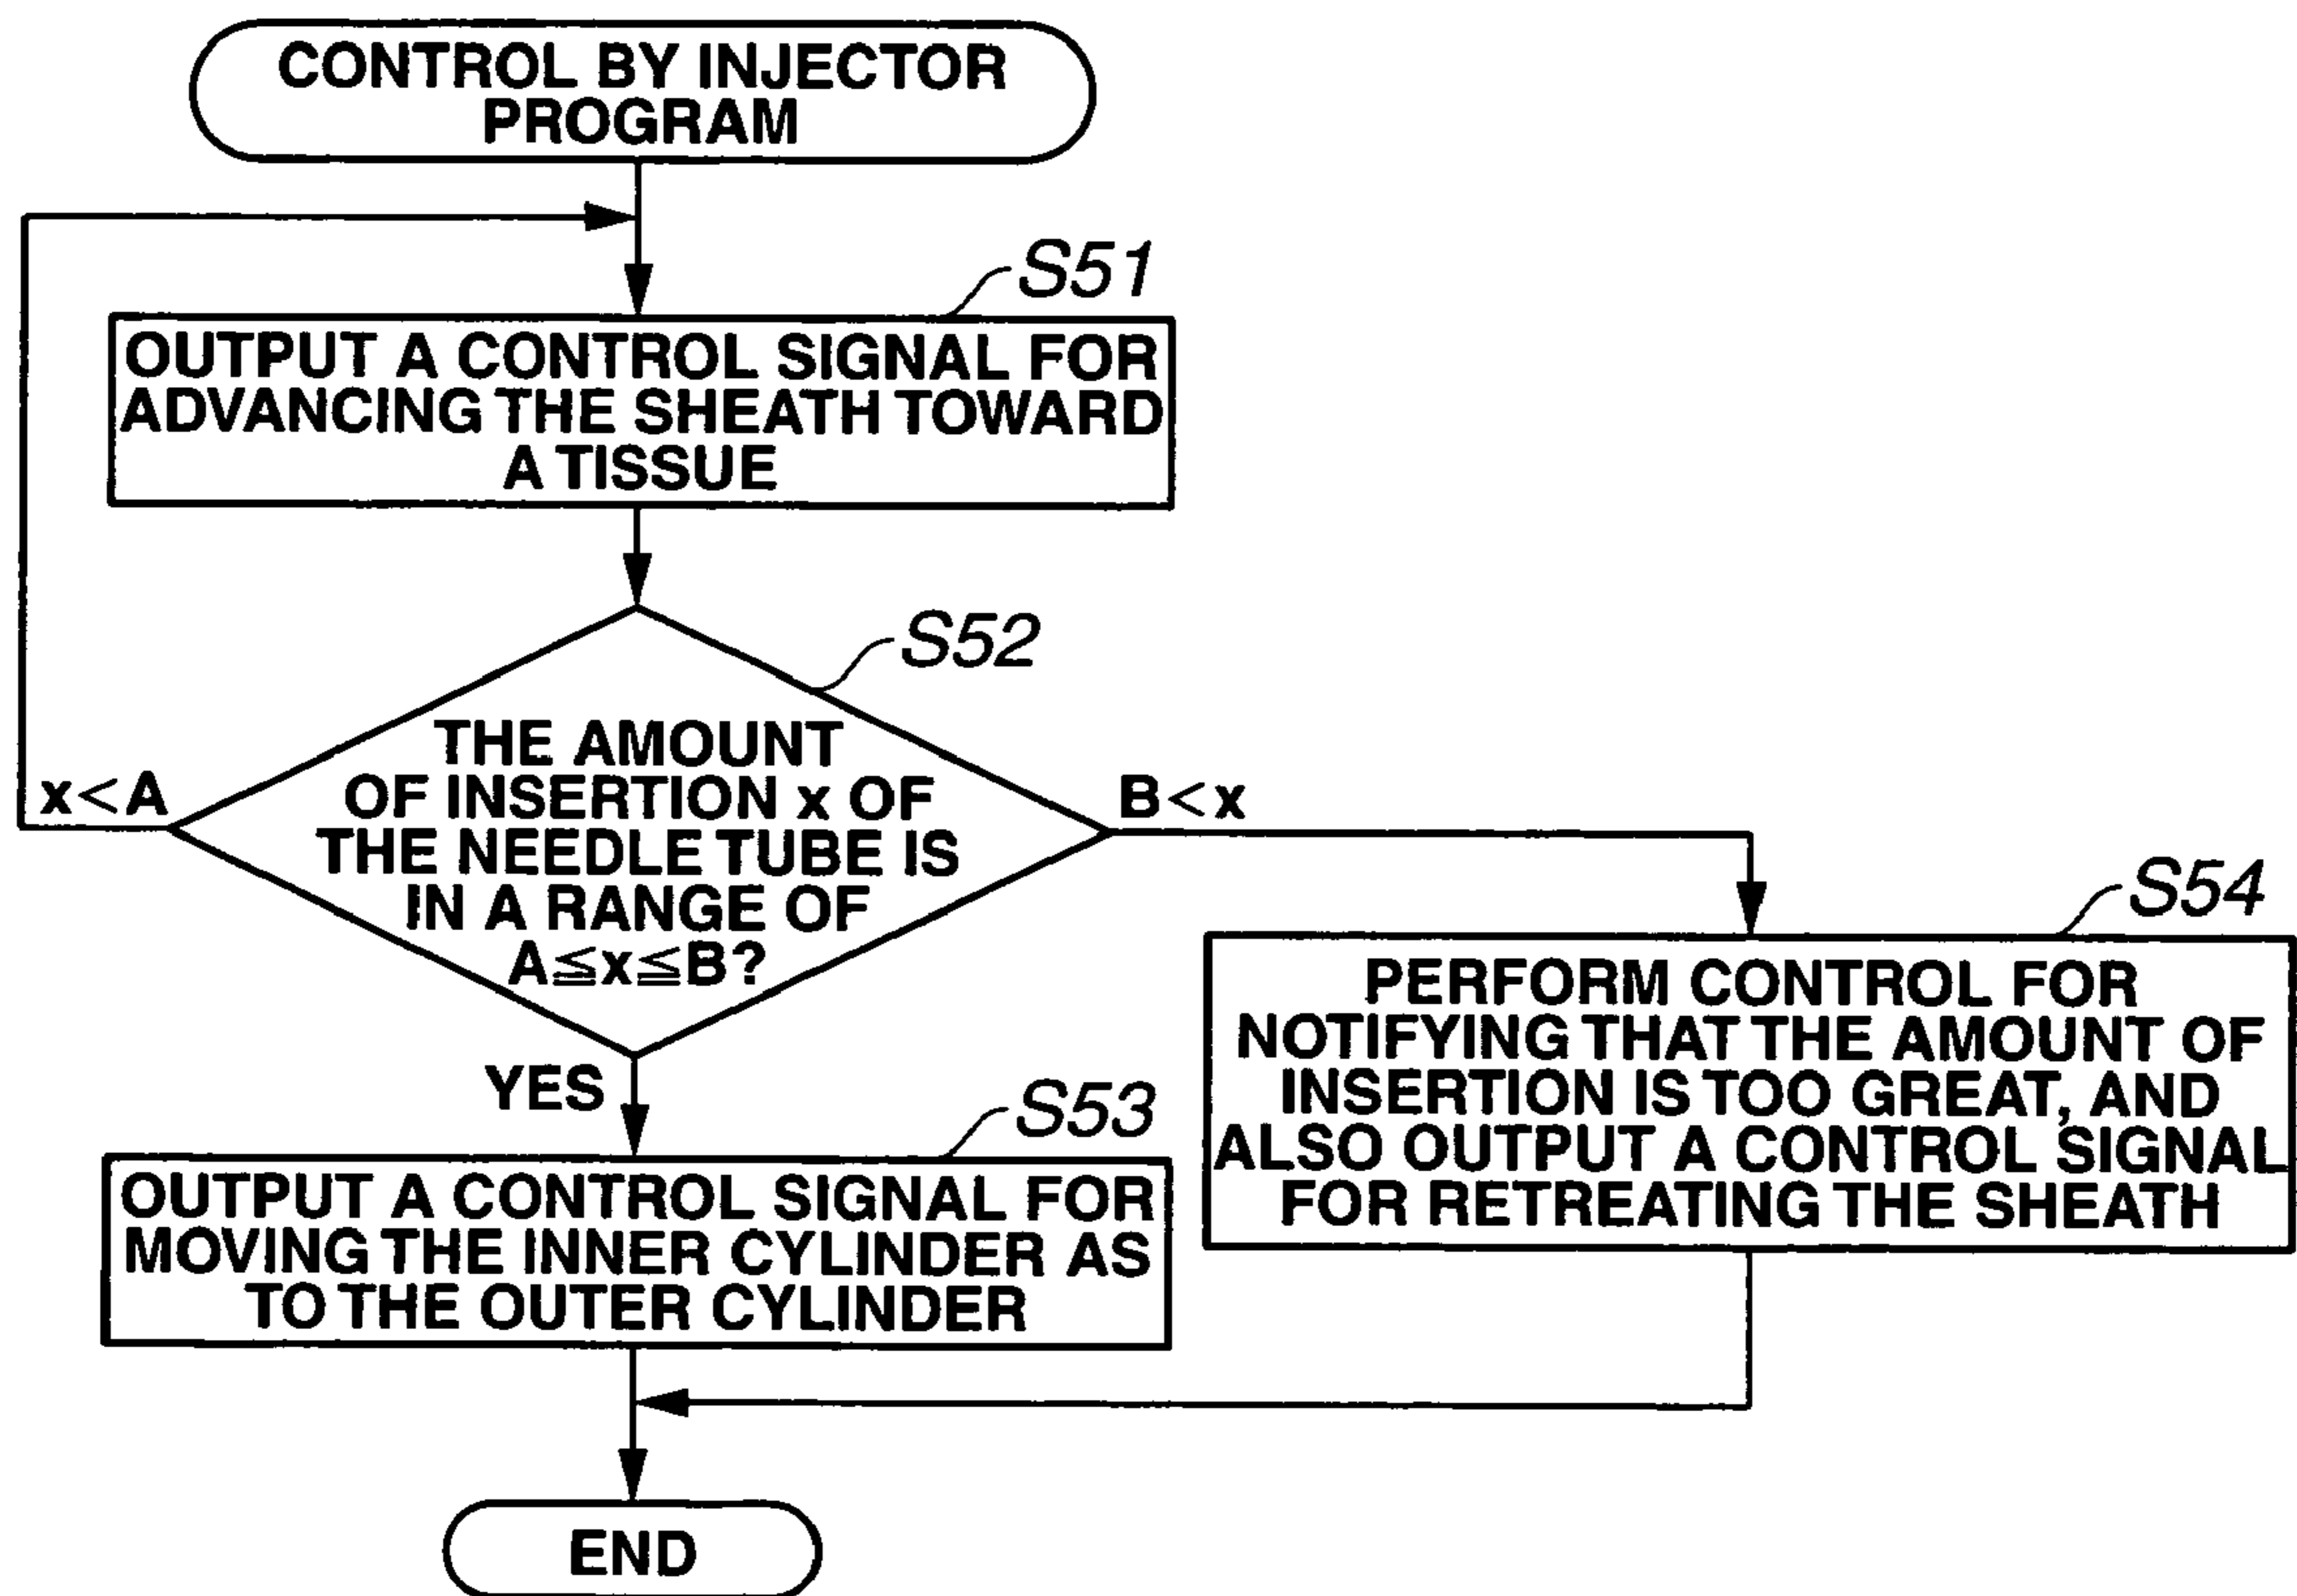 CONTROL BY INJECTOR
PROGRAM
S51
OUTPUT A CONTROL SIGNAL FOR
ADVANCING THE SHEATH TOWARD
A TISSUE
S52
THE AMOUNT
OF INSERTION x OF
THE NEEDLE TUBE IS
IN A RANGE OF
A≦x≦B?
x<A
B<x
YES
S53
OUTPUT A CONTROL SIGNAL FOR
MOVING THE INNER CYLINDER AS
TO THE OUTER CYLINDER
S54
PERFORM CONTROL FOR
NOTIFYING THAT THE AMOUNT OF
INSERTION IS TOO GREAT, AND
ALSO OUTPUT A CONTROL SIGNAL
FOR RETREATING THE SHEATH
END